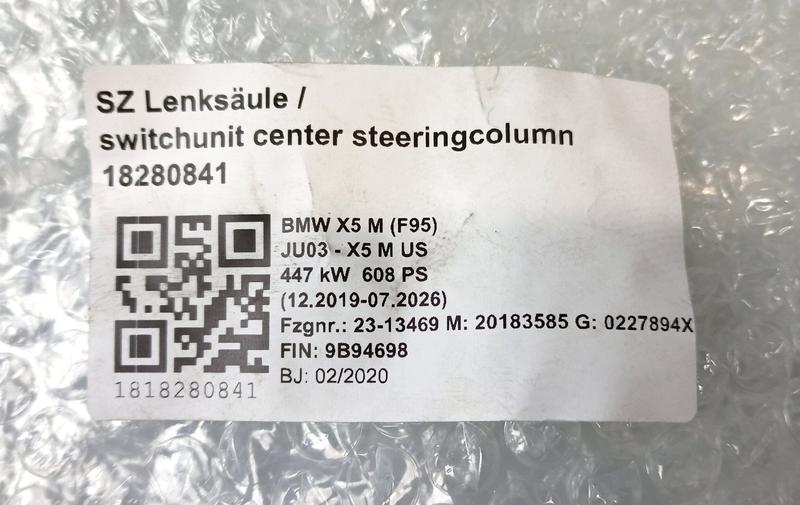 SZ Lenksäule /
switchunit center steeringcolumn
18280841
BMW X5 M (F95)
JU03 - X5 M US
447 kW 608 PS
(12.2019-07.2026)
Fzgnr.: 23-13469 M: 20183585 G: 0227894X
FIN: 9B94698
BJ: 02/2020
1818280841